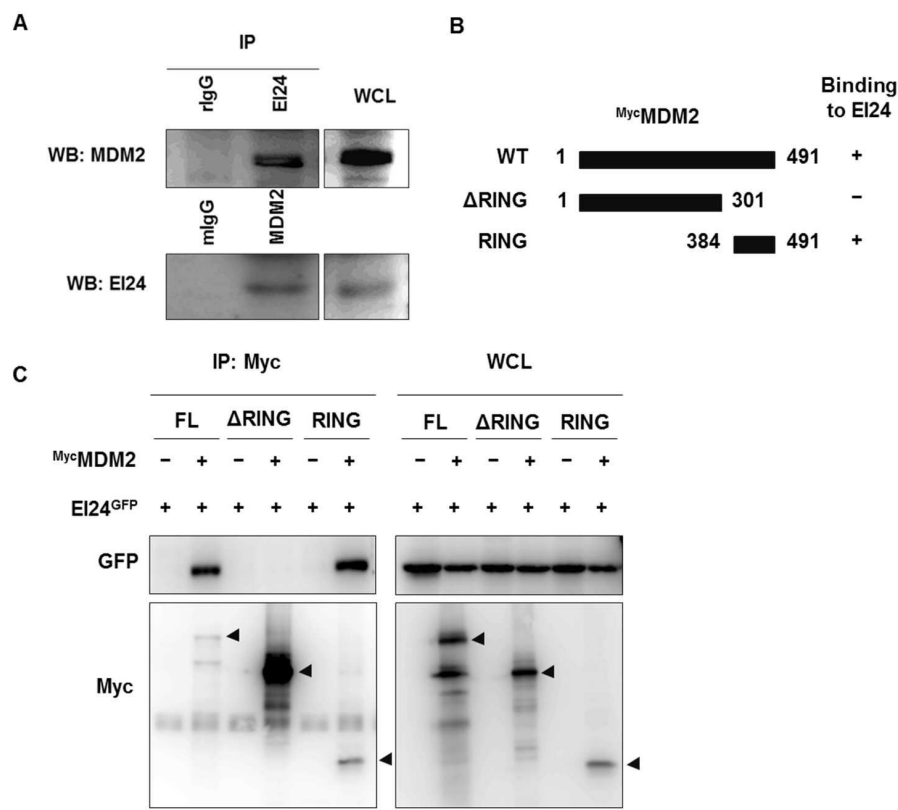 A
IP
rIgG EI24 WCL
WB: MDM2
mIgG MDM2
WB: EI24
B
MycMDM2 Binding to EI24
WT 1 491 +
ΔRING 1 301 −
RING 384 491 +
C
IP: Myc WCL
FL ΔRING RING FL ΔRING RING
MycMDM2 − + − + − + − + − + − +
EI24GFP + + + + + + + + + + + +
GFP
Myc